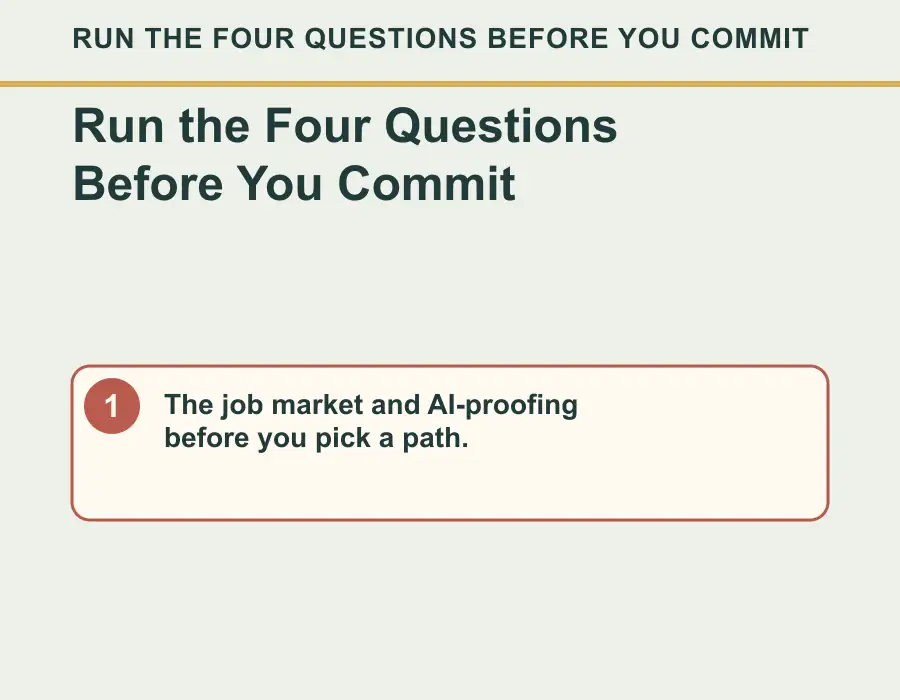 RUN THE FOUR QUESTIONS BEFORE YOU COMMIT
Run the Four Questions
Before You Commit
1
The job market and AI-proofing
before you pick a path.